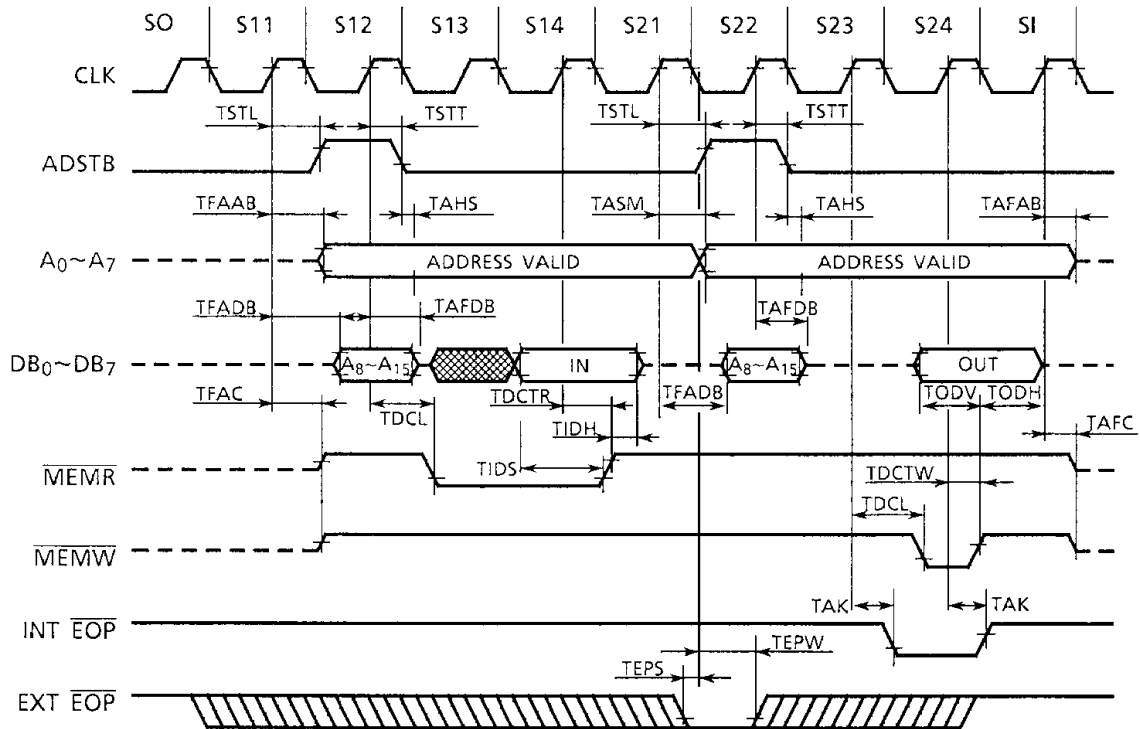 SO S11 S12 S13 S14 S21 S22 S23 S24 SI
CLK
TSTL TSTT TSTL TSTT
ADSTB
TFAAB TAHS TASM TAHS TAFAB
A0~A7 ADDRESS VALID ADDRESS VALID
TFADB TAFDB TAFDB
DB0~DB7 A8~A15 IN A8~A15 OUT
TFAC TDCL TDCTR TFADB TODV TODH
TIDH TAFC
MEMR TIDS TDCTW
TDCL
MEMW
TAK TAK
INT EOP
TEPW
TEPS
EXT EOP